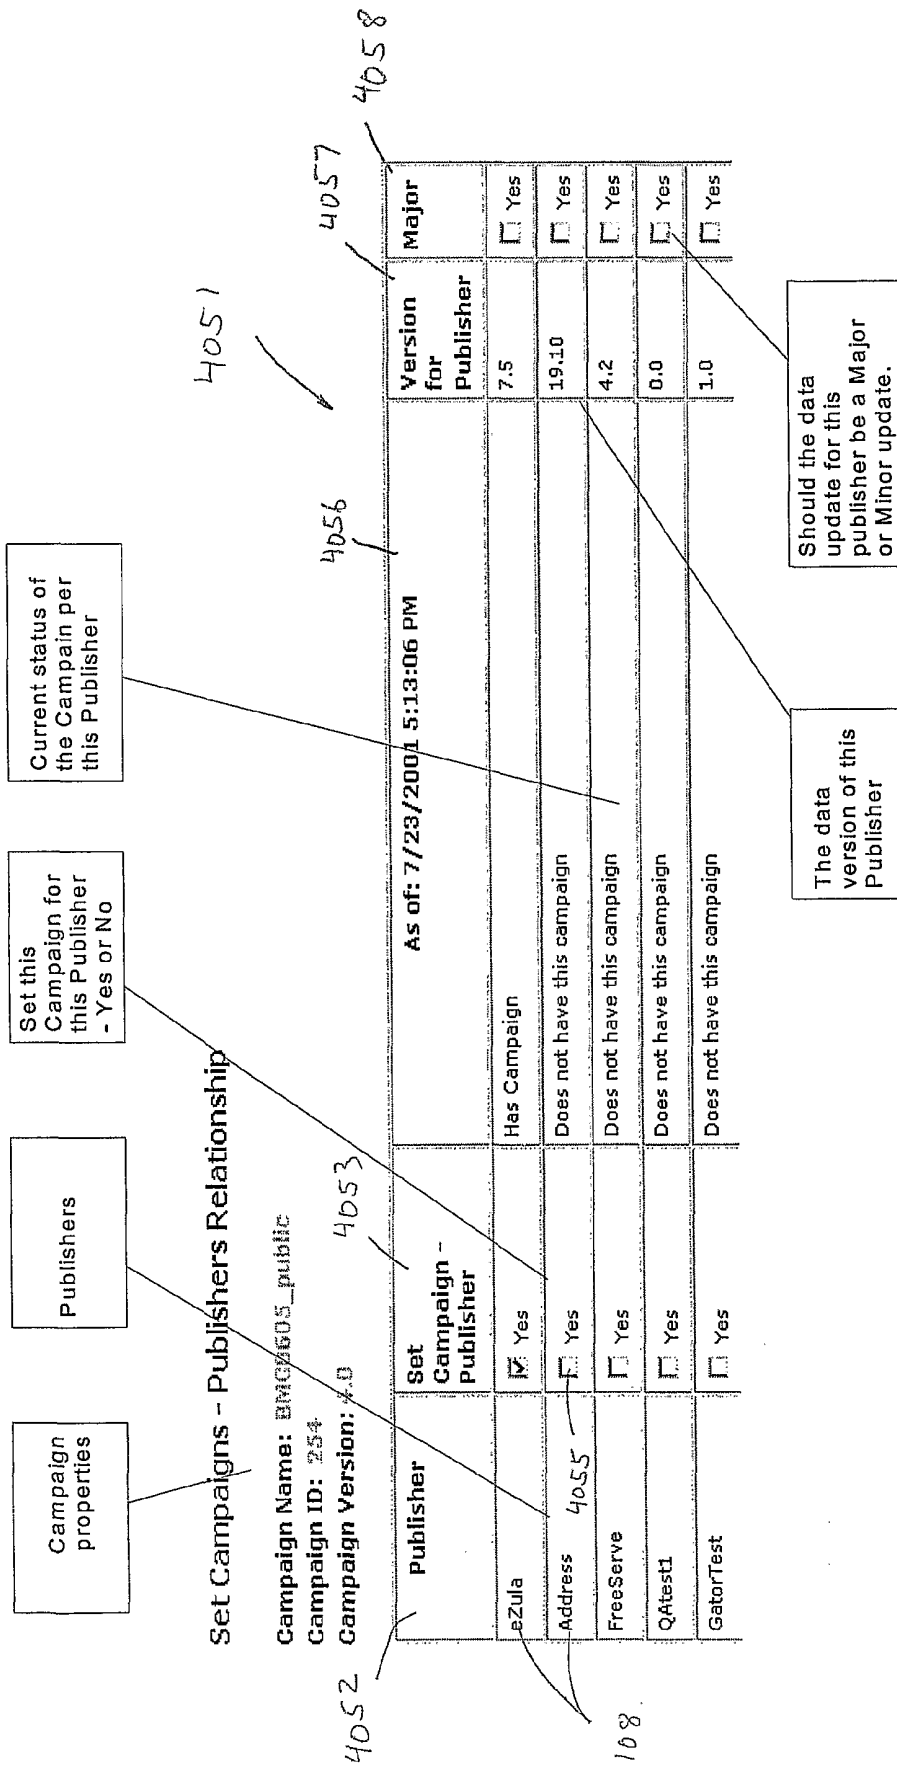 Campaign
properties
Publishers
Set this
Campaign for
this Publisher
- Yes or No
Current status of
the Campain per
this Publisher
Set Campaigns - Publishers Relationship
Campaign Name: BMC0605_public
Campaign ID: 254
Campaign Version: 4.0
4051
4052
4053
4056
4057
4058
Publisher
Set
Campaign -
Publisher
As of: 7/23/2001 5:13:06 PM
Version
for
Publisher
Major
eZula Yes Has Campaign 7.5 Yes
Address 4055 Yes Does not have this campaign 19.10 Yes
FreeServe Yes Does not have this campaign 4.2 Yes
QAtest1 Yes Does not have this campaign 0.0 Yes
GatorTest Yes Does not have this campaign 1.0 Yes
108
The data
version of this
Publisher
Should the data
update for this
publisher be a Major
or Minor update.